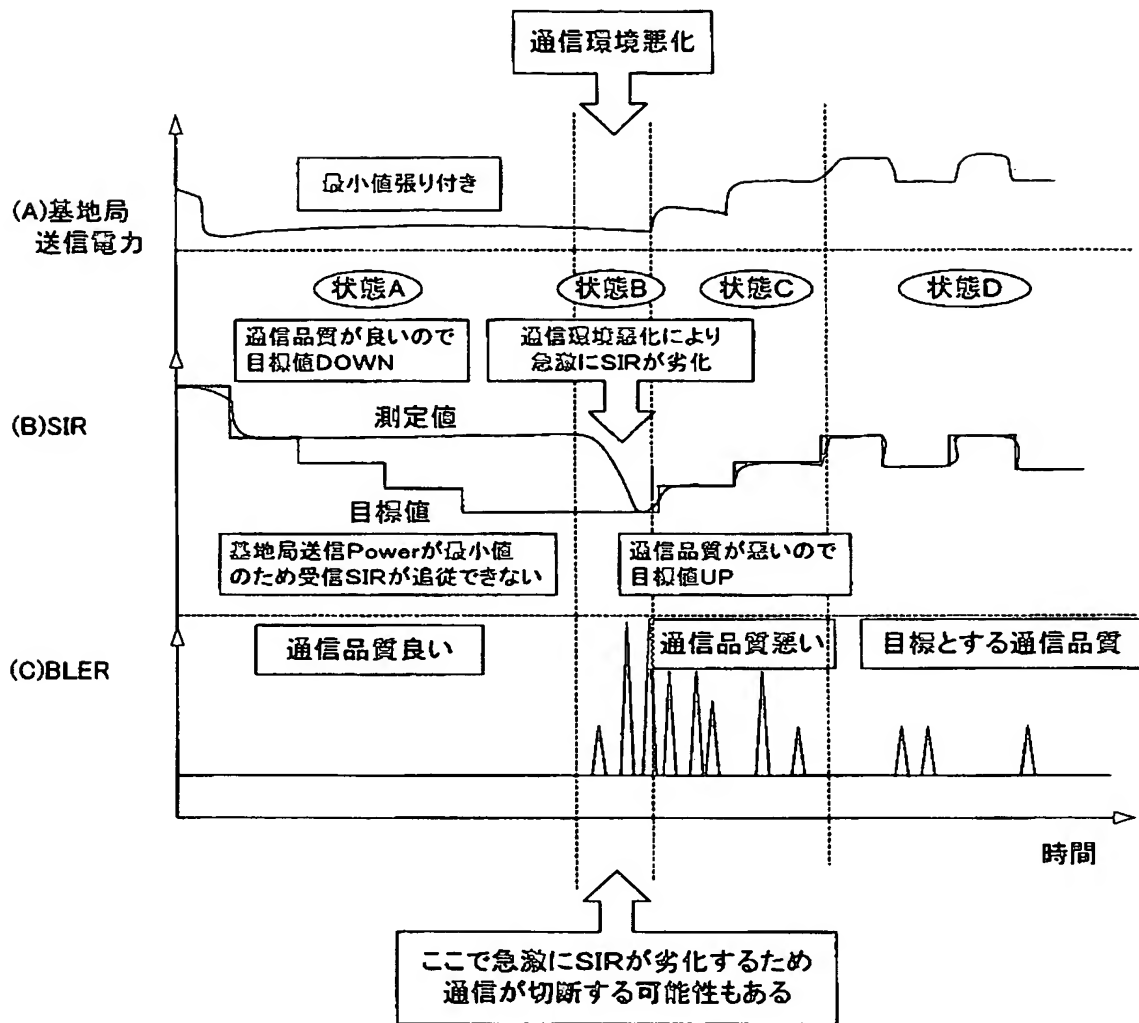 通信環境悪化
最小値張り付き
(A)基地局
送信電力
状態A
状態B
状態C
状態D
通信品質が良いので
目標値DOWN
通信環境悪化により
急激にSIRが劣化
(B)SIR
測定値
目標値
基地局送信Powerが最小値
のため受信SIRが追従できない
通信品質が悪いので
目標値UP
(C)BLER
通信品質良い
通信品質悪い
目標とする通信品質
時間
ここで急激にSIRが劣化するため
通信が切断する可能性もある